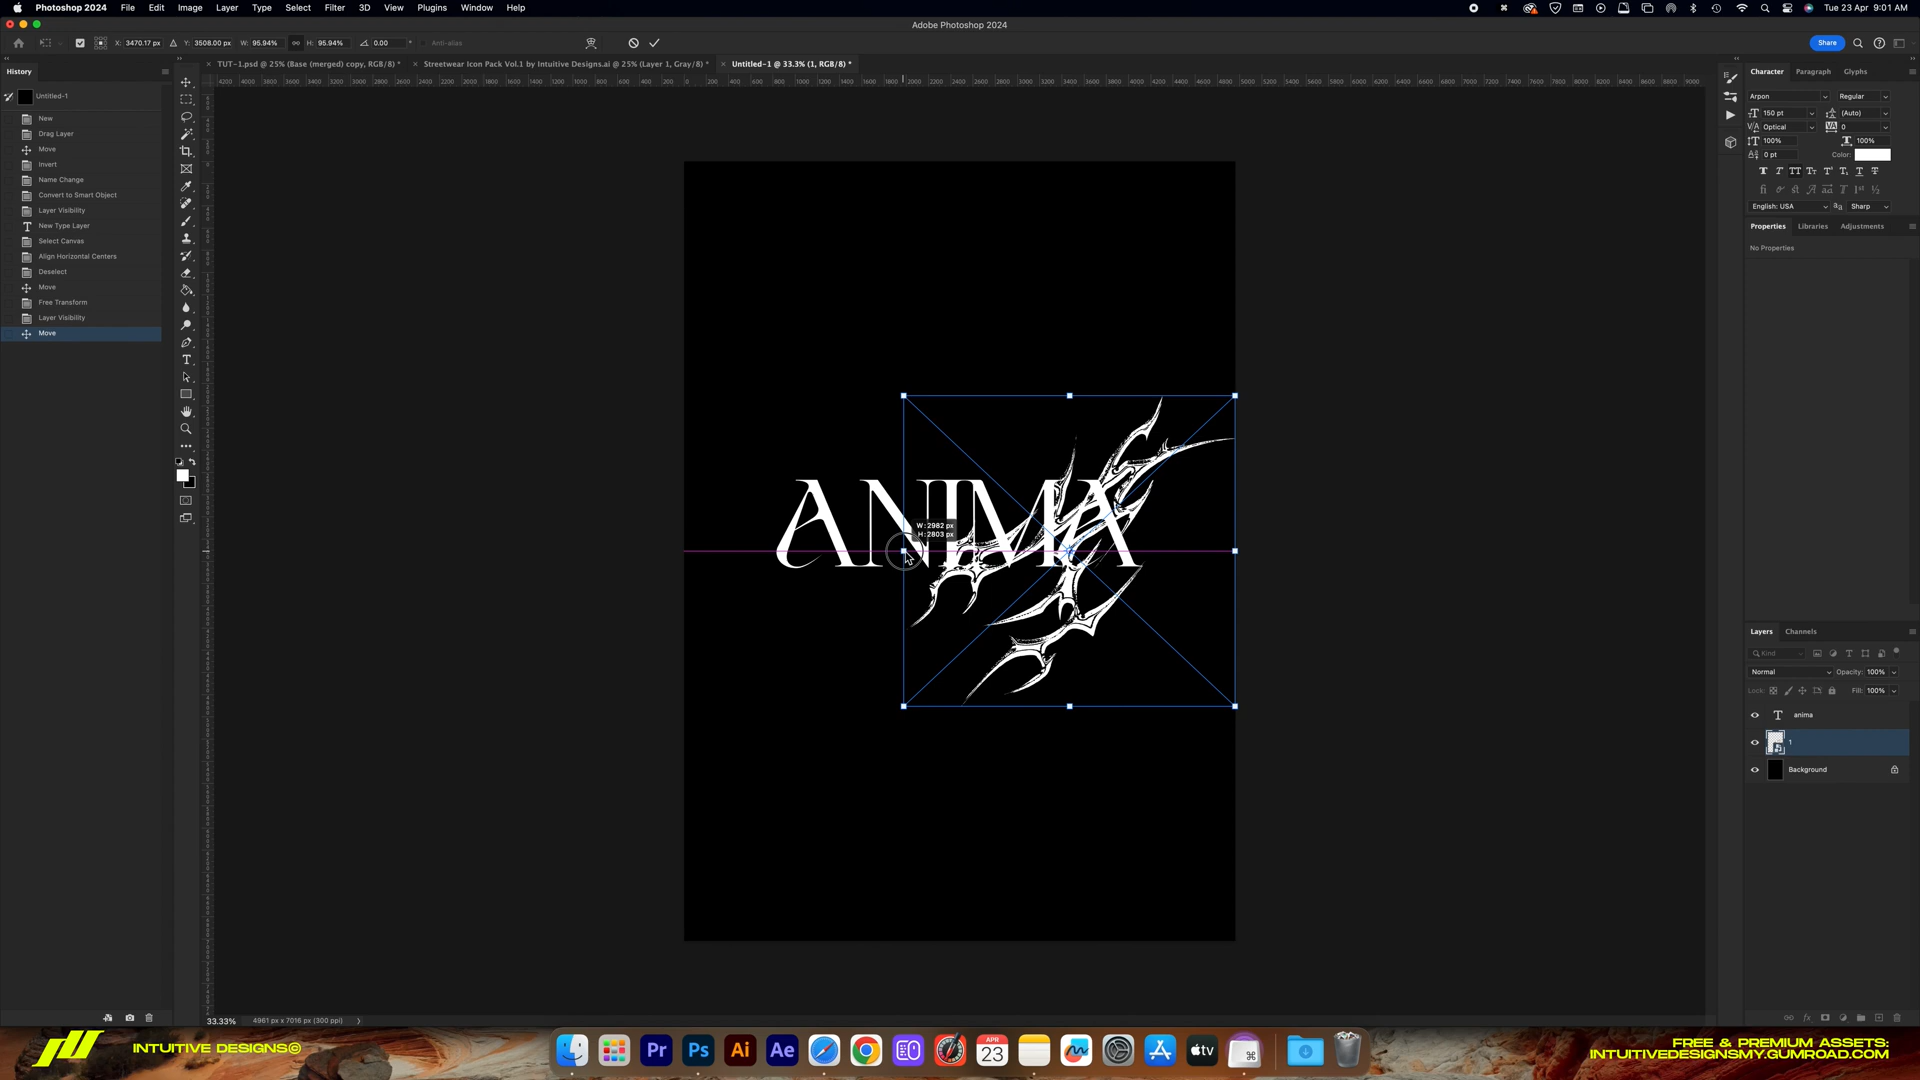 Photoshop 2024 File Edit Image Layer Type Select Filter 3D View Plugins Window Help
Tue 23 Apr 9:01 AM
Adobe Photoshop 2024
X: 3470.17 px Y: 3508.00 px W: 95.94% H: 95.94% 0.00 ° Anti-alias
Share
TUT-1.psd @ 25% (Base (merged) copy, RGB/8) *
Streetwear Icon Pack Vol.1 by Intuitive Designs.ai @ 25% (Layer 1, Gray/8) *
Untitled-1 @ 33.3% (1, RGB/8) *
History
Untitled-1
New
Drag Layer
Move
Invert
Name Change
Convert to Smart Object
Layer Visibility
New Type Layer
Select Canvas
Align Horizontal Centers
Deselect
Move
Free Transform
Layer Visibility
Move
ANIMA
W: 2982 px
H: 2803 px
Character Paragraph Glyphs
Arpon Regular
150 pt (Auto)
Optical 0
100% 100%
0 pt Color:
English: USA Sharp
Properties Libraries Adjustments
No Properties
Layers Channels
Kind
Normal Opacity: 100%
Lock: Fill: 100%
anima
1
Background
33.33% 4961 px x 7016 px (300 ppi)
INTUITIVE DESIGNS©
Pr Ps Ai Ae
APR
23
tv
FREE & PREMIUM ASSETS:
INTUITIVEDESIGNSMY.GUMROAD.COM